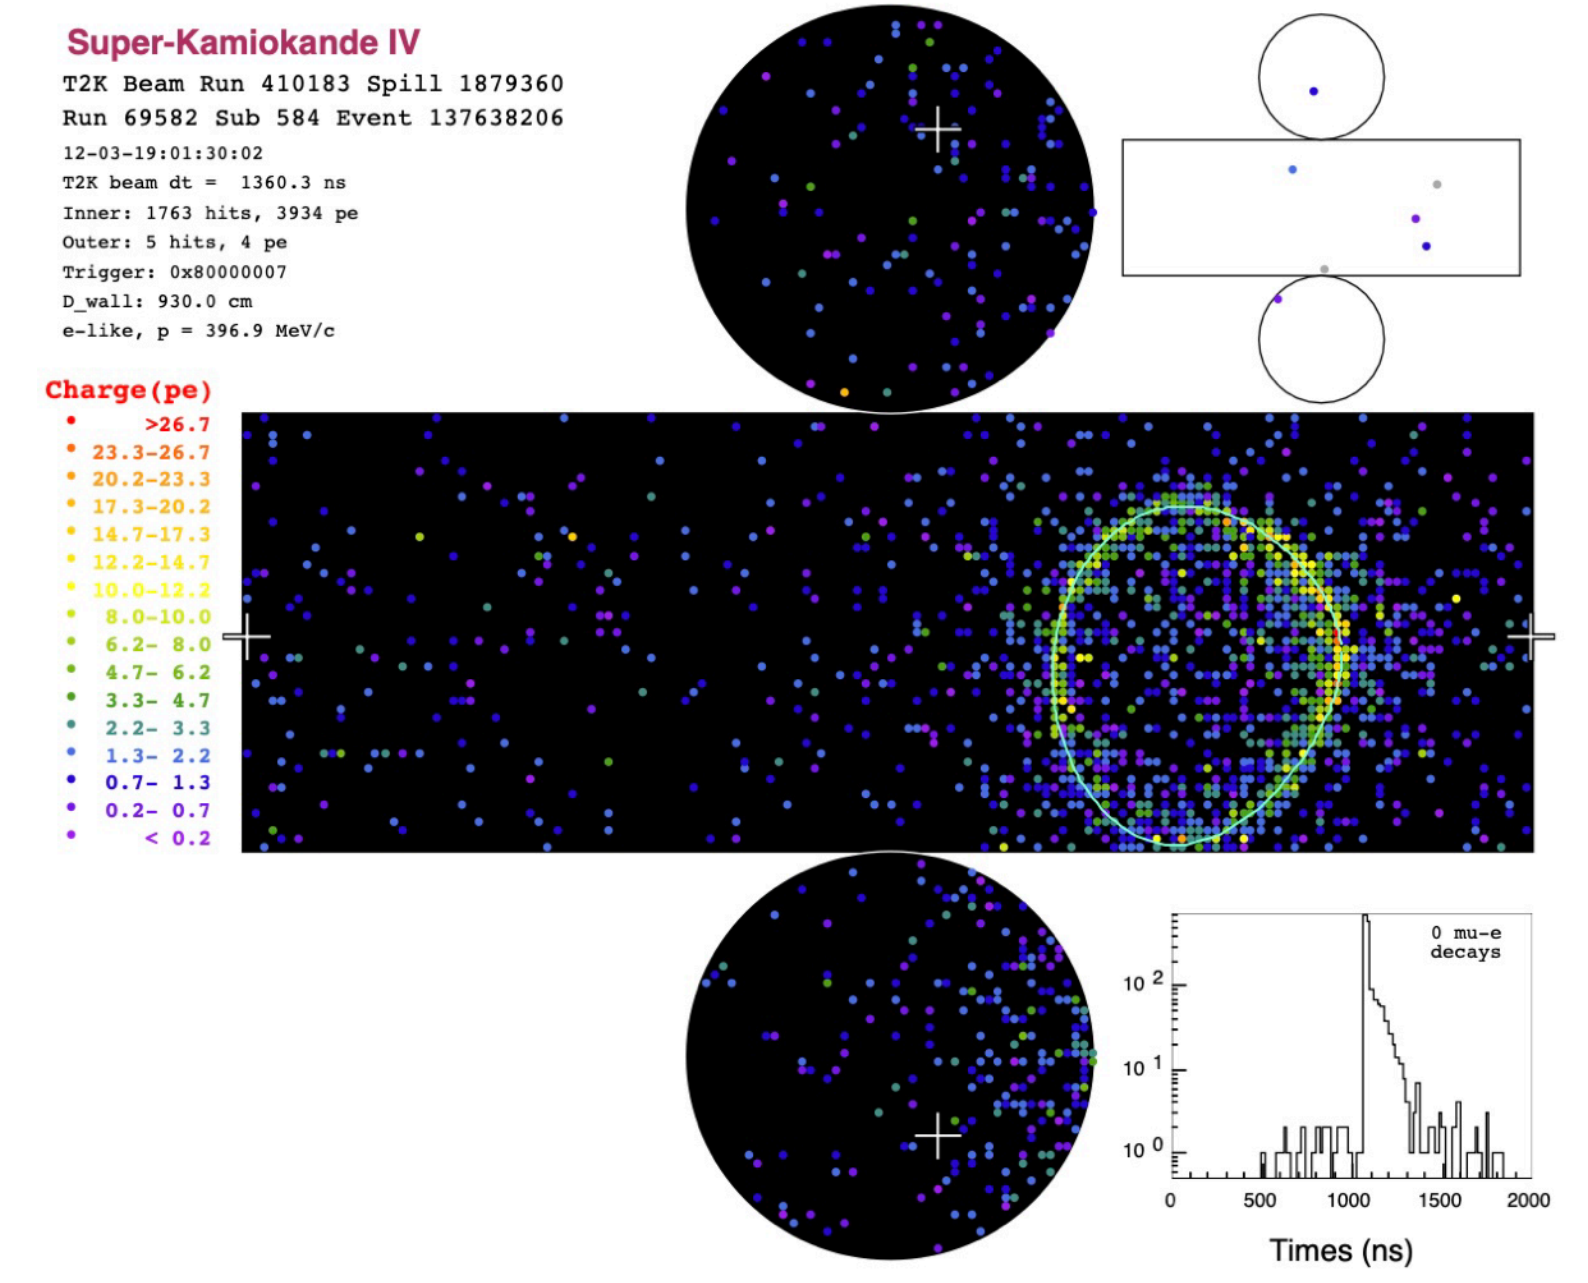 Super-Kamiokande IV
T2K Beam Run 410183 Spill 1879360
Run 69582 Sub 584 Event 137638206
12-03-19:01:30:02
T2K beam dt =  1360.3 ns
Inner: 1763 hits, 3934 pe
Outer: 5 hits, 4 pe
Trigger: 0x80000007
D_wall: 930.0 cm
e-like, p = 396.9 MeV/c
Charge(pe)
>26.7
23.3-26.7
20.2-23.3
17.3-20.2
14.7-17.3
12.2-14.7
10.0-12.2
8.0-10.0
6.2- 8.0
4.7- 6.2
3.3- 4.7
2.2- 3.3
1.3- 2.2
0.7- 1.3
0.2- 0.7
< 0.2
0 mu-e
decays
10 2
10 1
10 0
0 500 1000 1500 2000
Times (ns)